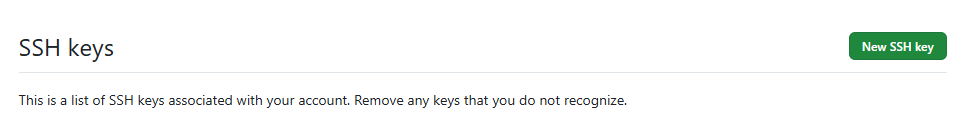 SSH keys
New SSH key
This is a list of SSH keys associated with your account. Remove any keys that you do not recognize.